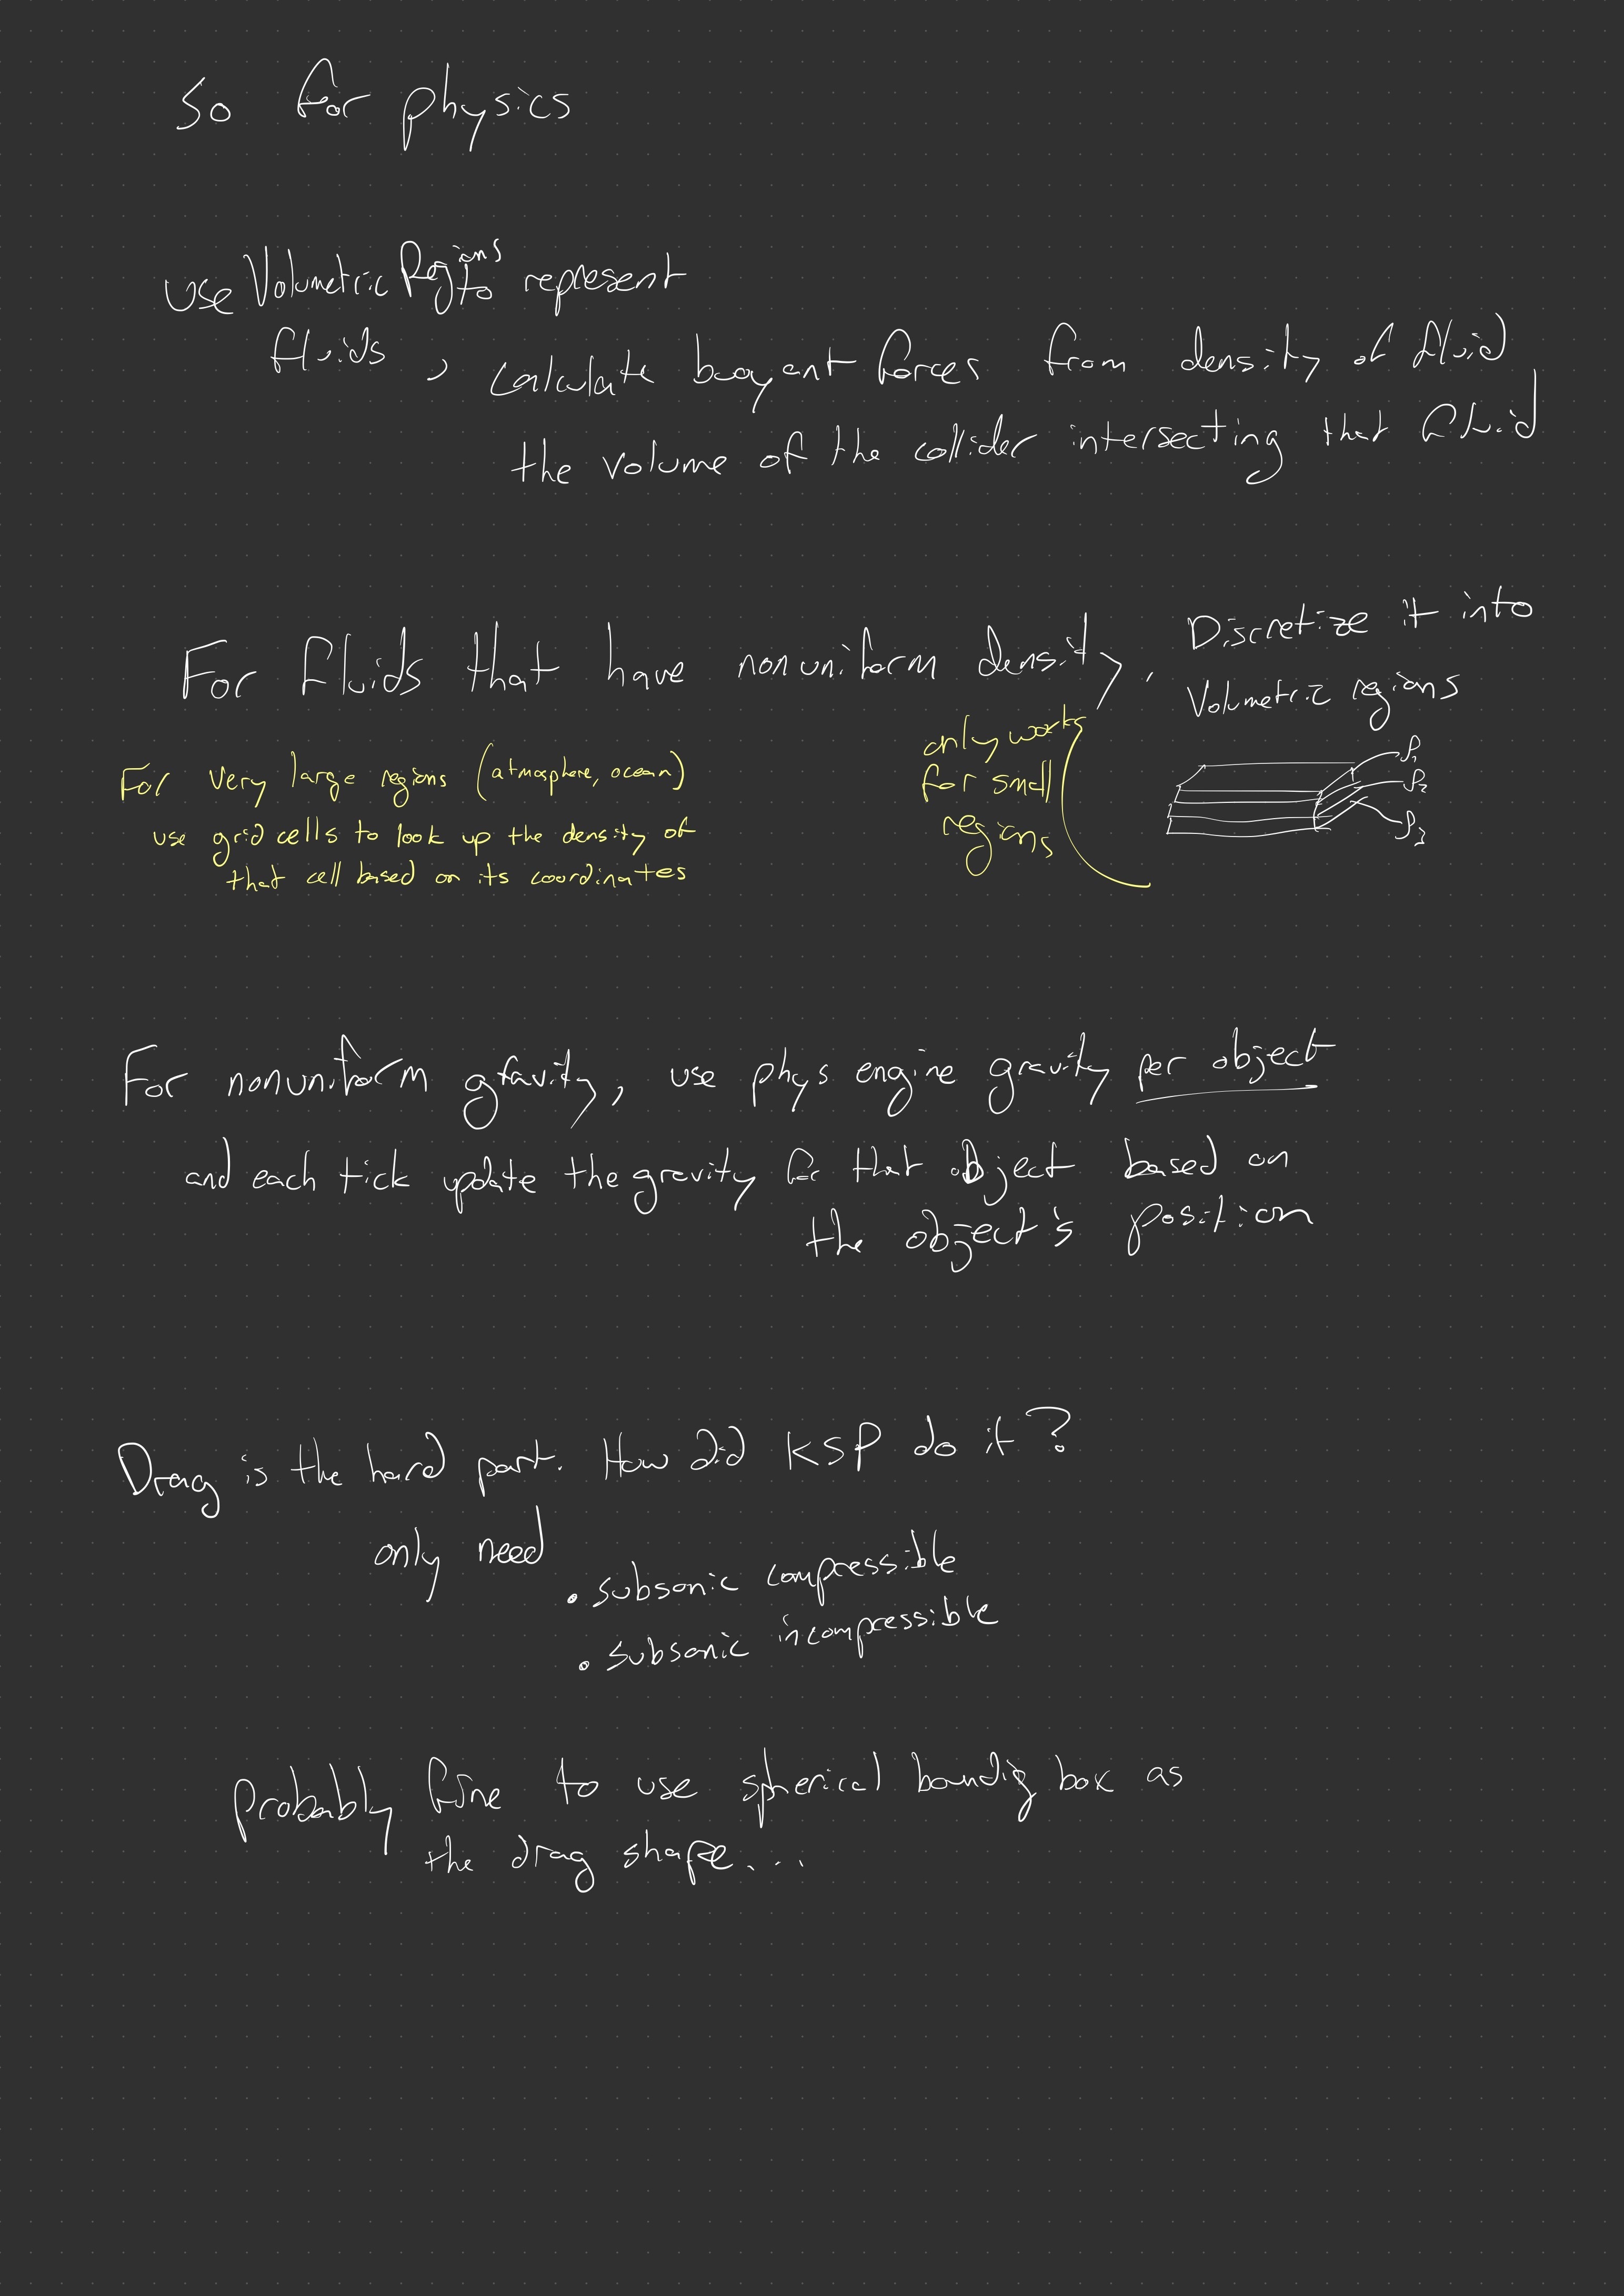 So for physics
use Volumetric Regions to represent
fluids, calculate buoyant forces from density of fluid
the volume of the collider intersecting that fluid
For fluids that have nonuniform density,
Discretize it into
Volumetric regions
ρ₁
ρ₂
ρ₃
only works
for small
regions
For very large regions (atmosphere, ocean)
use grid cells to look up the density of
that cell based on its coordinates
For nonuniform gravity, use phys engine gravity per object
and each tick update the gravity for that object based on
the object's position
Drag is the hard part. How did KSP do it?
only need
• subsonic compressible
• subsonic incompressible
probably fine to use spherical boundig box as
the drag shape...